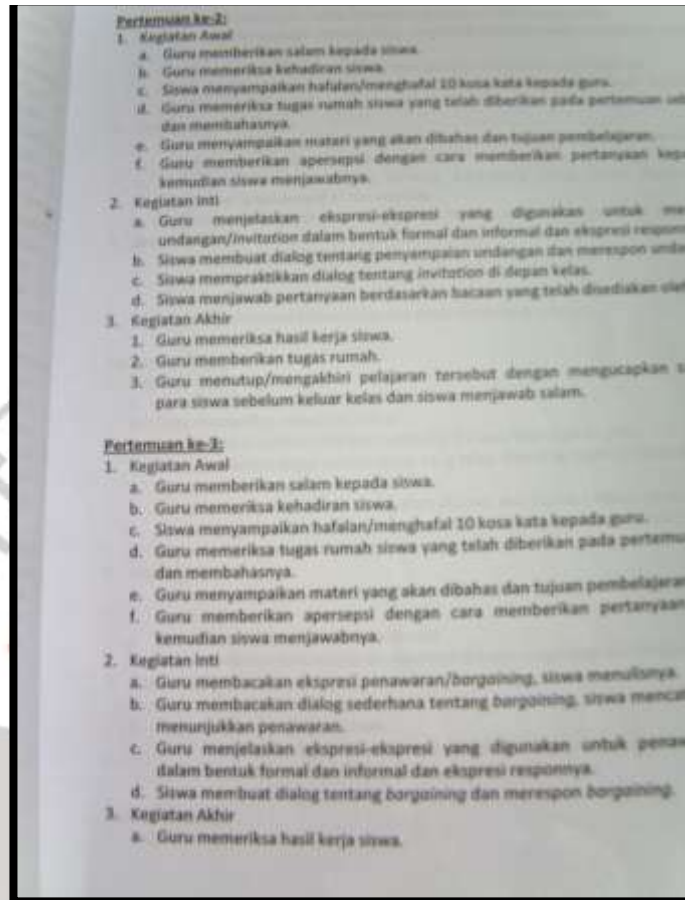 Pertemuan ke-2:
1. Kegiatan Awal
a. Guru memberikan salam kepada siswa.
b. Guru memeriksa kehadiran siswa.
c. Siswa menyampaikan hafalan/menghafal 10 kosa kata kepada guru.
d. Guru memeriksa tugas rumah siswa yang telah diberikan pada pertemuan
dan membahasnya.
e. Guru menyampaikan materi yang akan dibahas dan tujuan pembelajaran.
f. Guru memberikan apersepsi dengan cara memberikan pertanyaan
kemudian siswa menjawabnya.
2. Kegiatan Inti
a. Guru menjelaskan ekspresi-ekspresi yang digunakan untuk
undangan/invitation dalam bentuk formal dan informal dan ekspresi
b. Siswa membuat dialog tentang penyampaian undangan dan merespon
c. Siswa mempraktikkan dialog tentang invitation di depan kelas.
d. Siswa menjawab pertanyaan berdasarkan bacaan yang telah disediakan
3. Kegiatan Akhir
1. Guru memeriksa hasil kerja siswa.
2. Guru memberikan tugas rumah.
3. Guru menutup/mengakhiri pelajaran tersebut dengan mengucapkan
para siswa sebelum keluar kelas dan siswa menjawab salam.
Pertemuan ke-3:
1. Kegiatan Awal
a. Guru memberikan salam kepada siswa.
b. Guru memeriksa kehadiran siswa.
c. Siswa menyampaikan hafalan/menghafal 10 kosa kata kepada guru.
d. Guru memeriksa tugas rumah siswa yang telah diberikan pada
dan membahasnya.
e. Guru menyampaikan materi yang akan dibahas dan tujuan
f. Guru memberikan apersepsi dengan cara memberikan pertanyaan
kemudian siswa menjawabnya.
2. Kegiatan Inti
a. Guru membacakan ekspresi penawaran/bargaining, siswa menulisnya.
b. Guru membacakan dialog sederhana tentang bargaining, siswa
menunjukkan penawaran.
c. Guru menjelaskan ekspresi-ekspresi yang digunakan untuk
dalam bentuk formal dan informal dan ekspresi responnya.
d. Siswa membuat dialog tentang bargaining dan merespon bargaining.
3. Kegiatan Akhir
a. Guru memeriksa hasil kerja siswa.